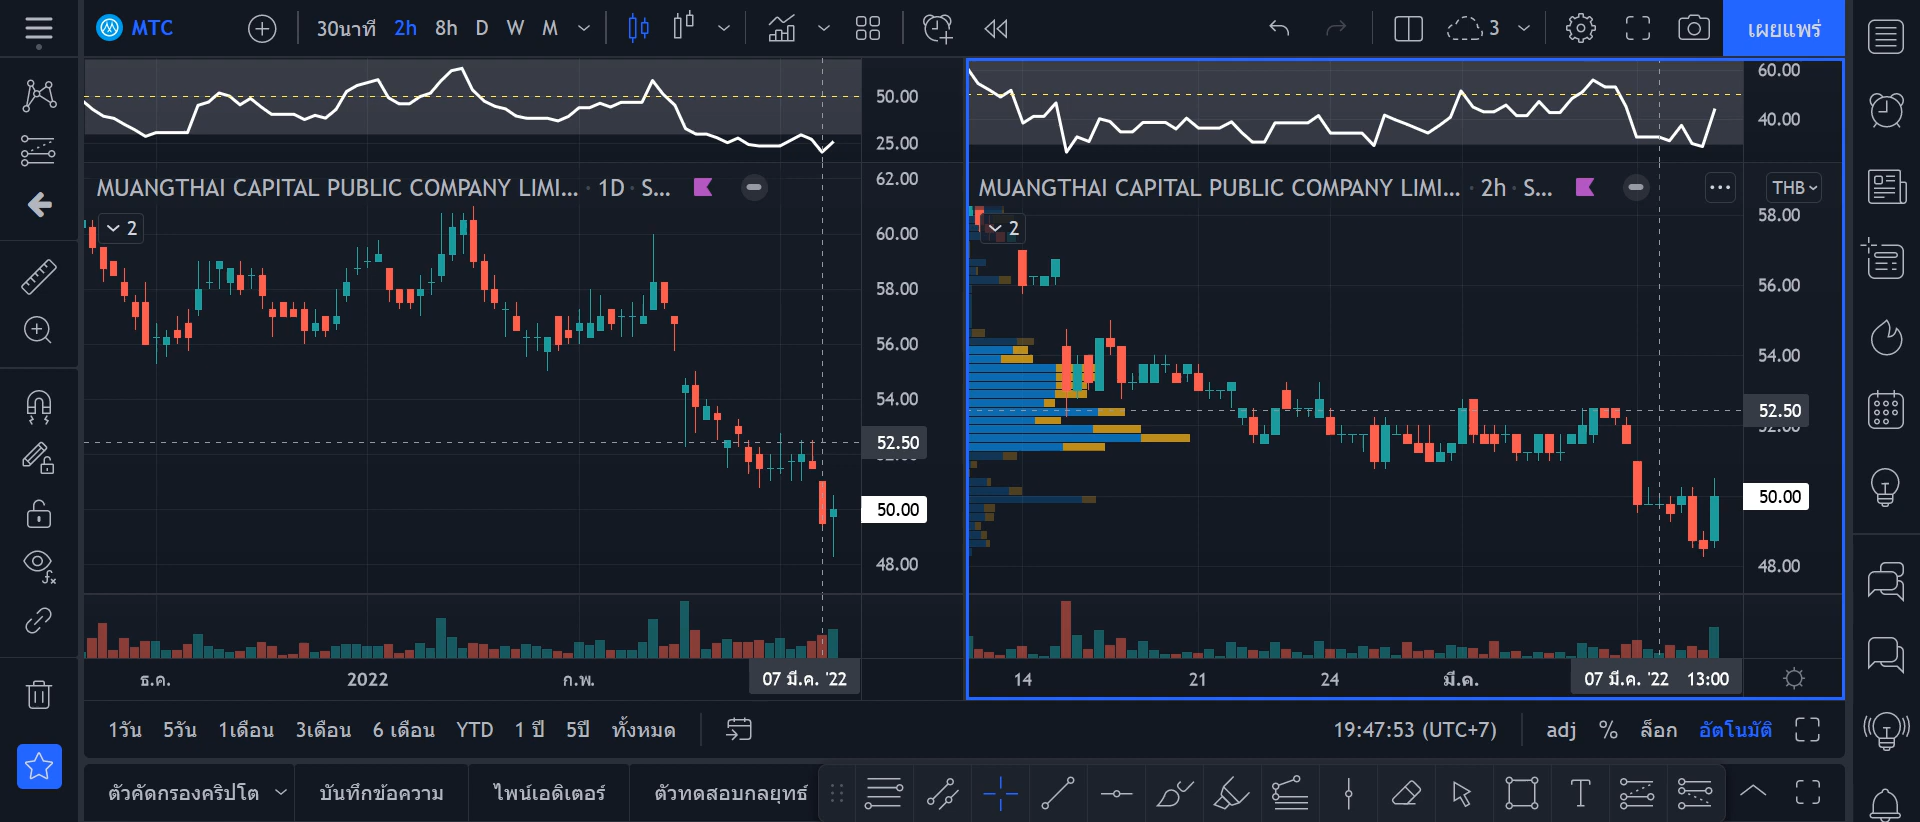 MTC
30นาที 2h 8h D W M
3
เผยแพร่
50.00
25.00
MUANGTHAI CAPITAL PUBLIC COMPANY LIMI... · 1D · S...
2
62.00
60.00
58.00
56.00
54.00
52.50
50.00
48.00
ธ.ค. 2022 ก.พ. 07 มี.ค. '22
60.00
40.00
MUANGTHAI CAPITAL PUBLIC COMPANY LIMI... · 2h · S...
THB
2
58.00
56.00
54.00
52.50
52.00
50.00
48.00
14 21 24 มี.ค. 07 มี.ค. '22 13:00
1วัน 5วัน 1เดือน 3เดือน 6 เดือน YTD 1 ปี 5ปี ทั้งหมด
19:47:53 (UTC+7) adj % ล็อก อัตโนมัติ
ตัวคัดกรองคริปโต บันทึกข้อความ ไพน์เอดิเตอร์ ตัวทดสอบกลยุทธ์